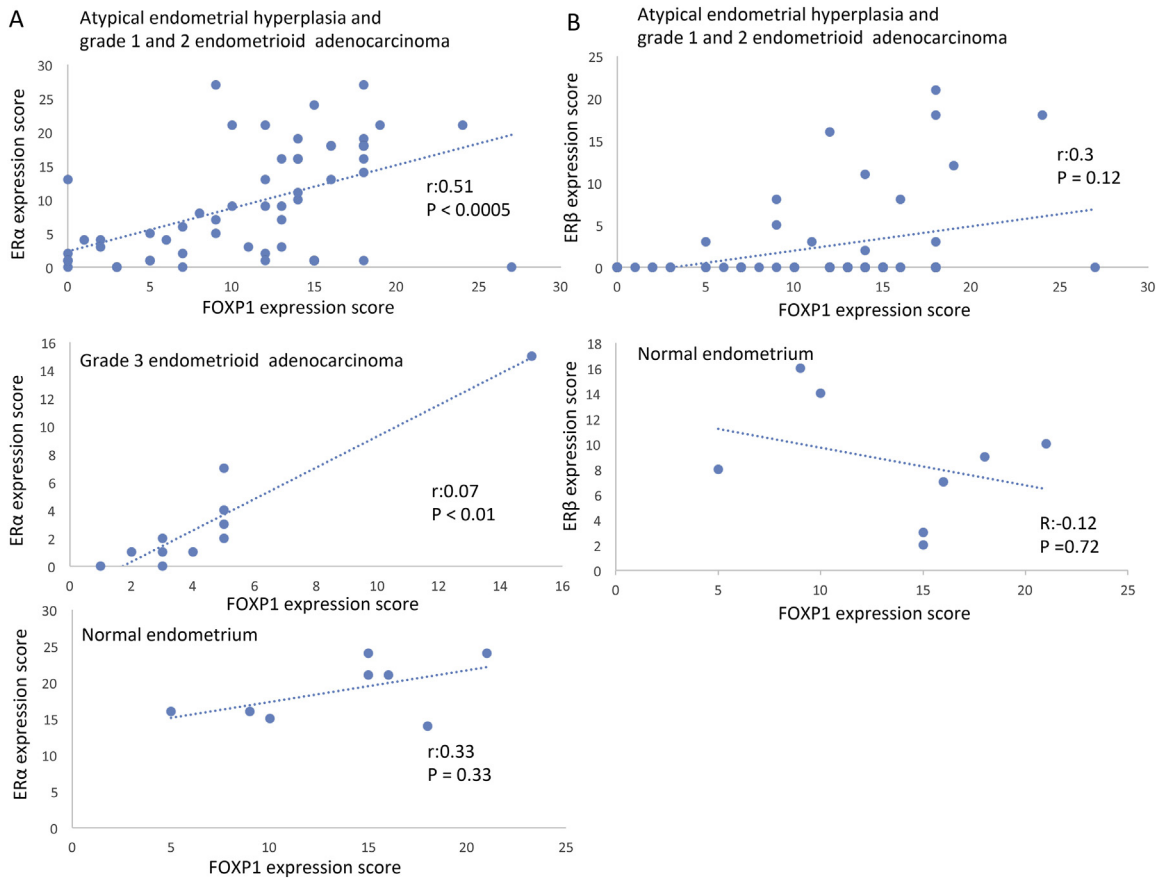 A
Atypical endometrial hyperplasia and
grade 1 and 2 endometrioid adenocarcinoma
ERα expression score
30
25
20
15
10
5
0
r:0.51
P < 0.0005
0 5 10 15 20 25 30
FOXP1 expression score
Grade 3 endometrioid adenocarcinoma
ERα expression score
16
14
12
10
8
6
4
2
0
r:0.07
P < 0.01
0 2 4 6 8 10 12 14 16
FOXP1 expression score
Normal endometrium
ERα expression score
30
25
20
15
10
5
0
r:0.33
P = 0.33
0 5 10 15 20 25
FOXP1 expression score
B
Atypical endometrial hyperplasia and
grade 1 and 2 endometrioid adenocarcinoma
ERβ expression score
25
20
15
10
5
0
r:0.3
P = 0.12
0 5 10 15 20 25 30
FOXP1 expression score
Normal endometrium
ERβ expression score
18
16
14
12
10
8
6
4
2
0
R:-0.12
P =0.72
0 5 10 15 20 25
FOXP1 expression score